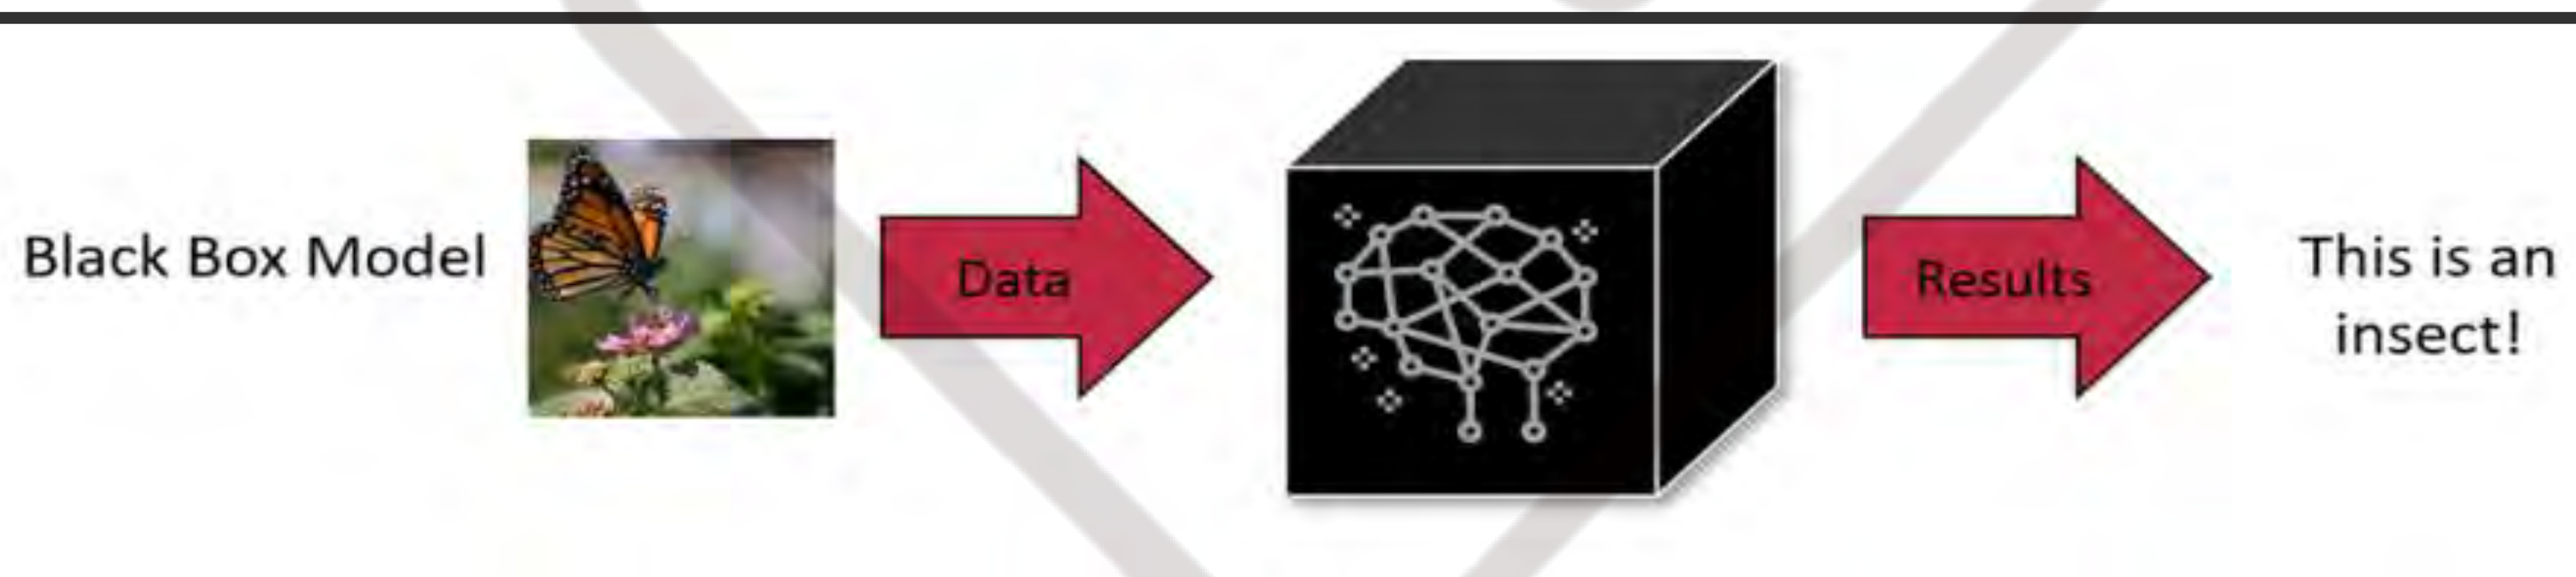 Black Box Model
Data
Results
This is an
insect!